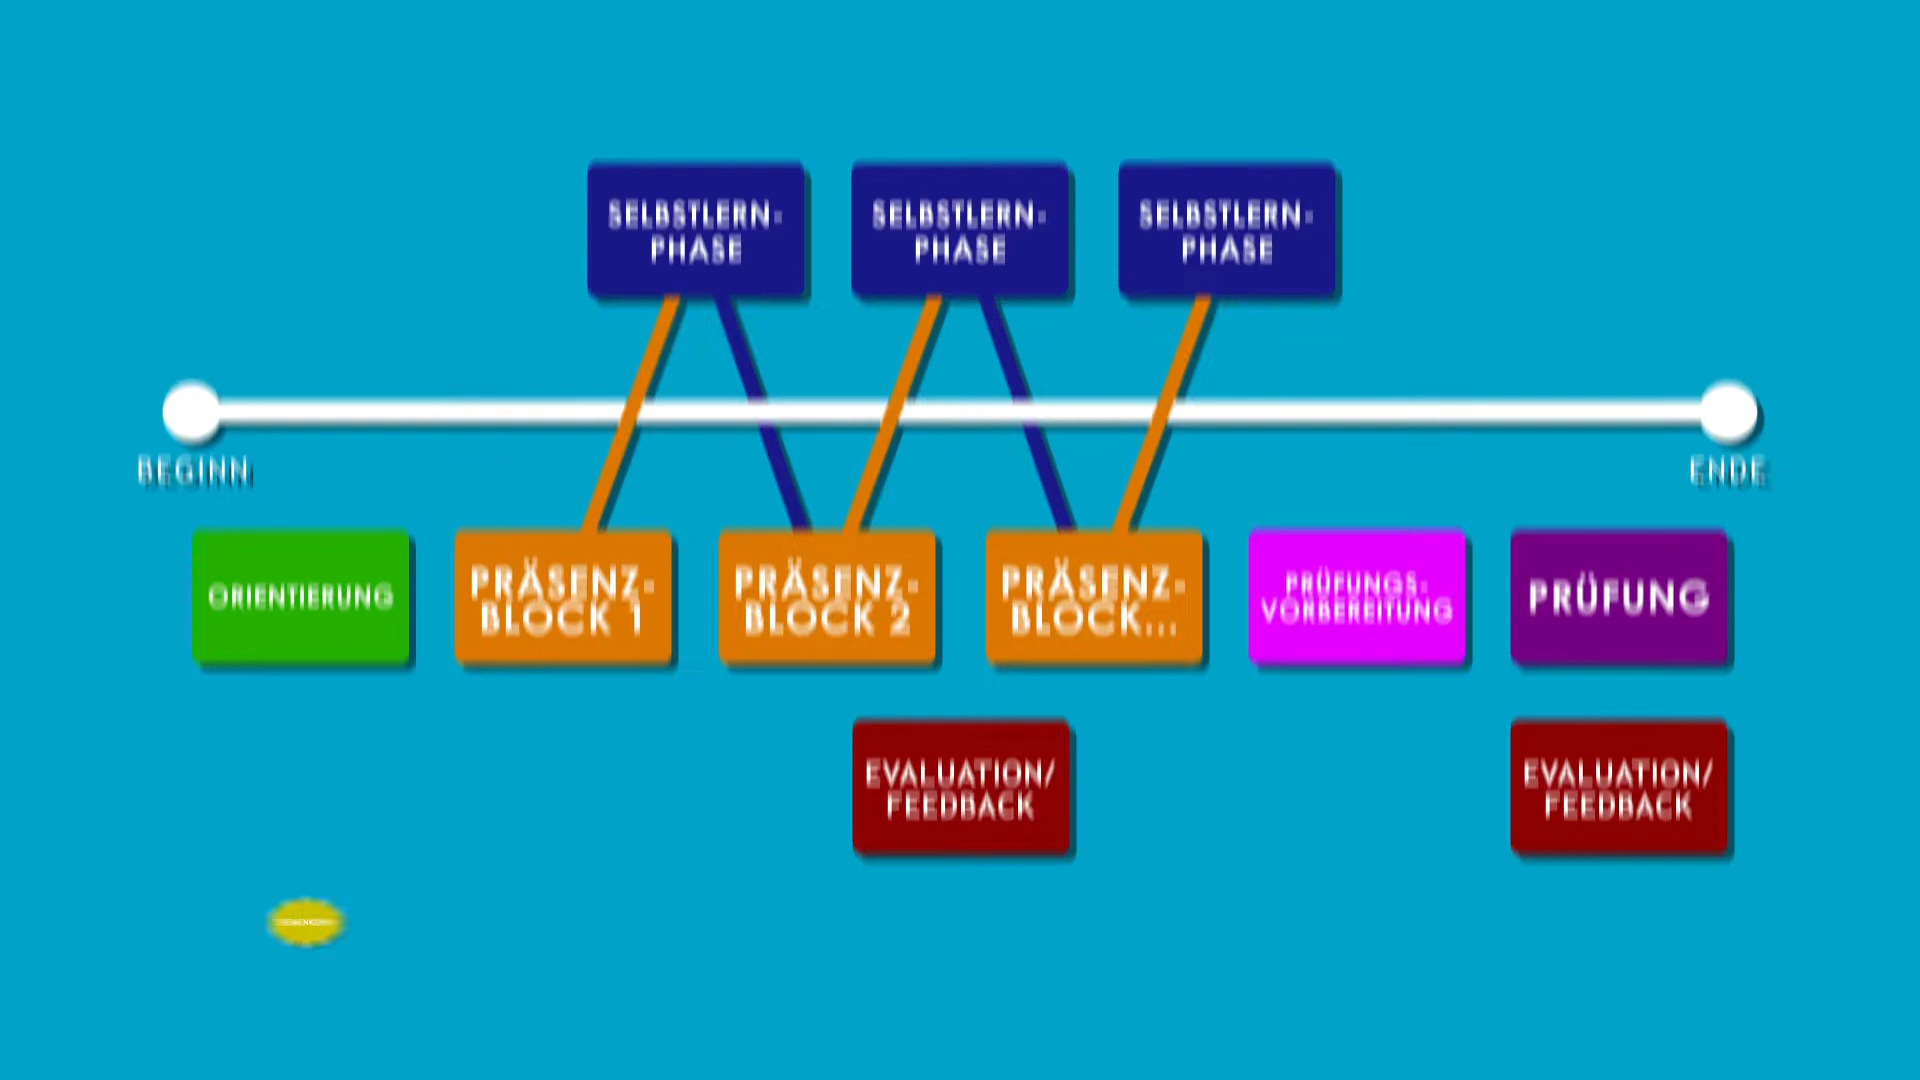 SELBSTLERN-
PHASE
SELBSTLERN-
PHASE
SELBSTLERN-
PHASE
BEGINN
ENDE
ORIENTIERUNG
PRÄSENZ-
BLOCK 1
PRÄSENZ-
BLOCK 2
PRÄSENZ-
BLOCK...
PRÜFUNGS-
VORBEREITUNG
PRÜFUNG
EVALUATION/
FEEDBACK
EVALUATION/
FEEDBACK